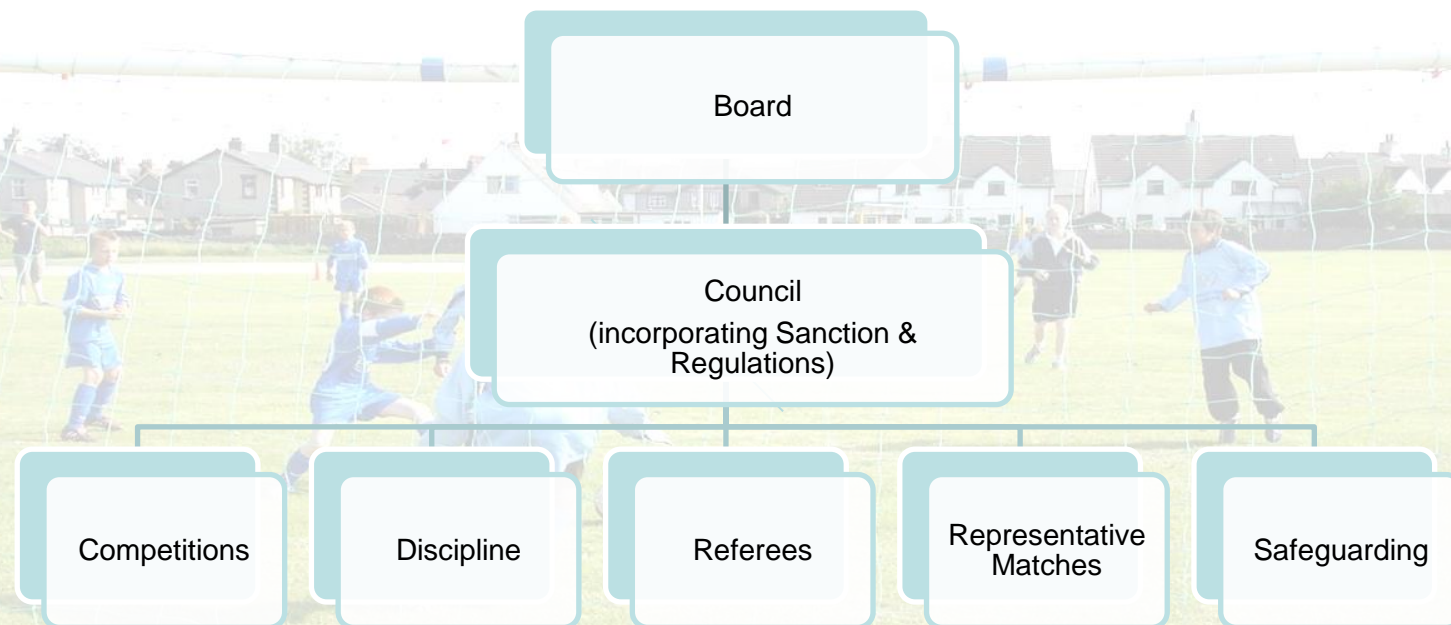 Board
Council
(incorporating Sanction &
Regulations)
Competitions
Discipline
Referees
Representative
Matches
Safeguarding